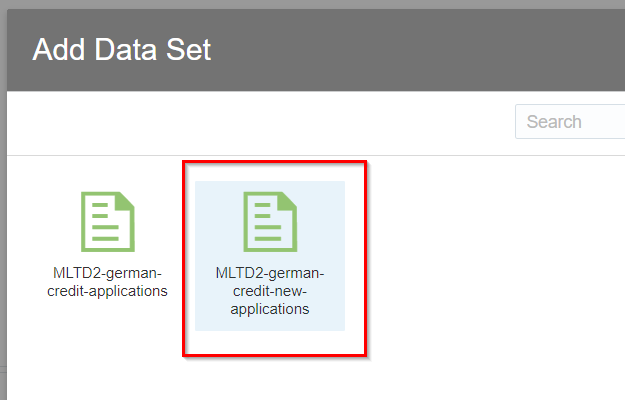 Add Data Set
Search
MLTD2-german-
credit-applications
MLTD2-german-
credit-new-
applications